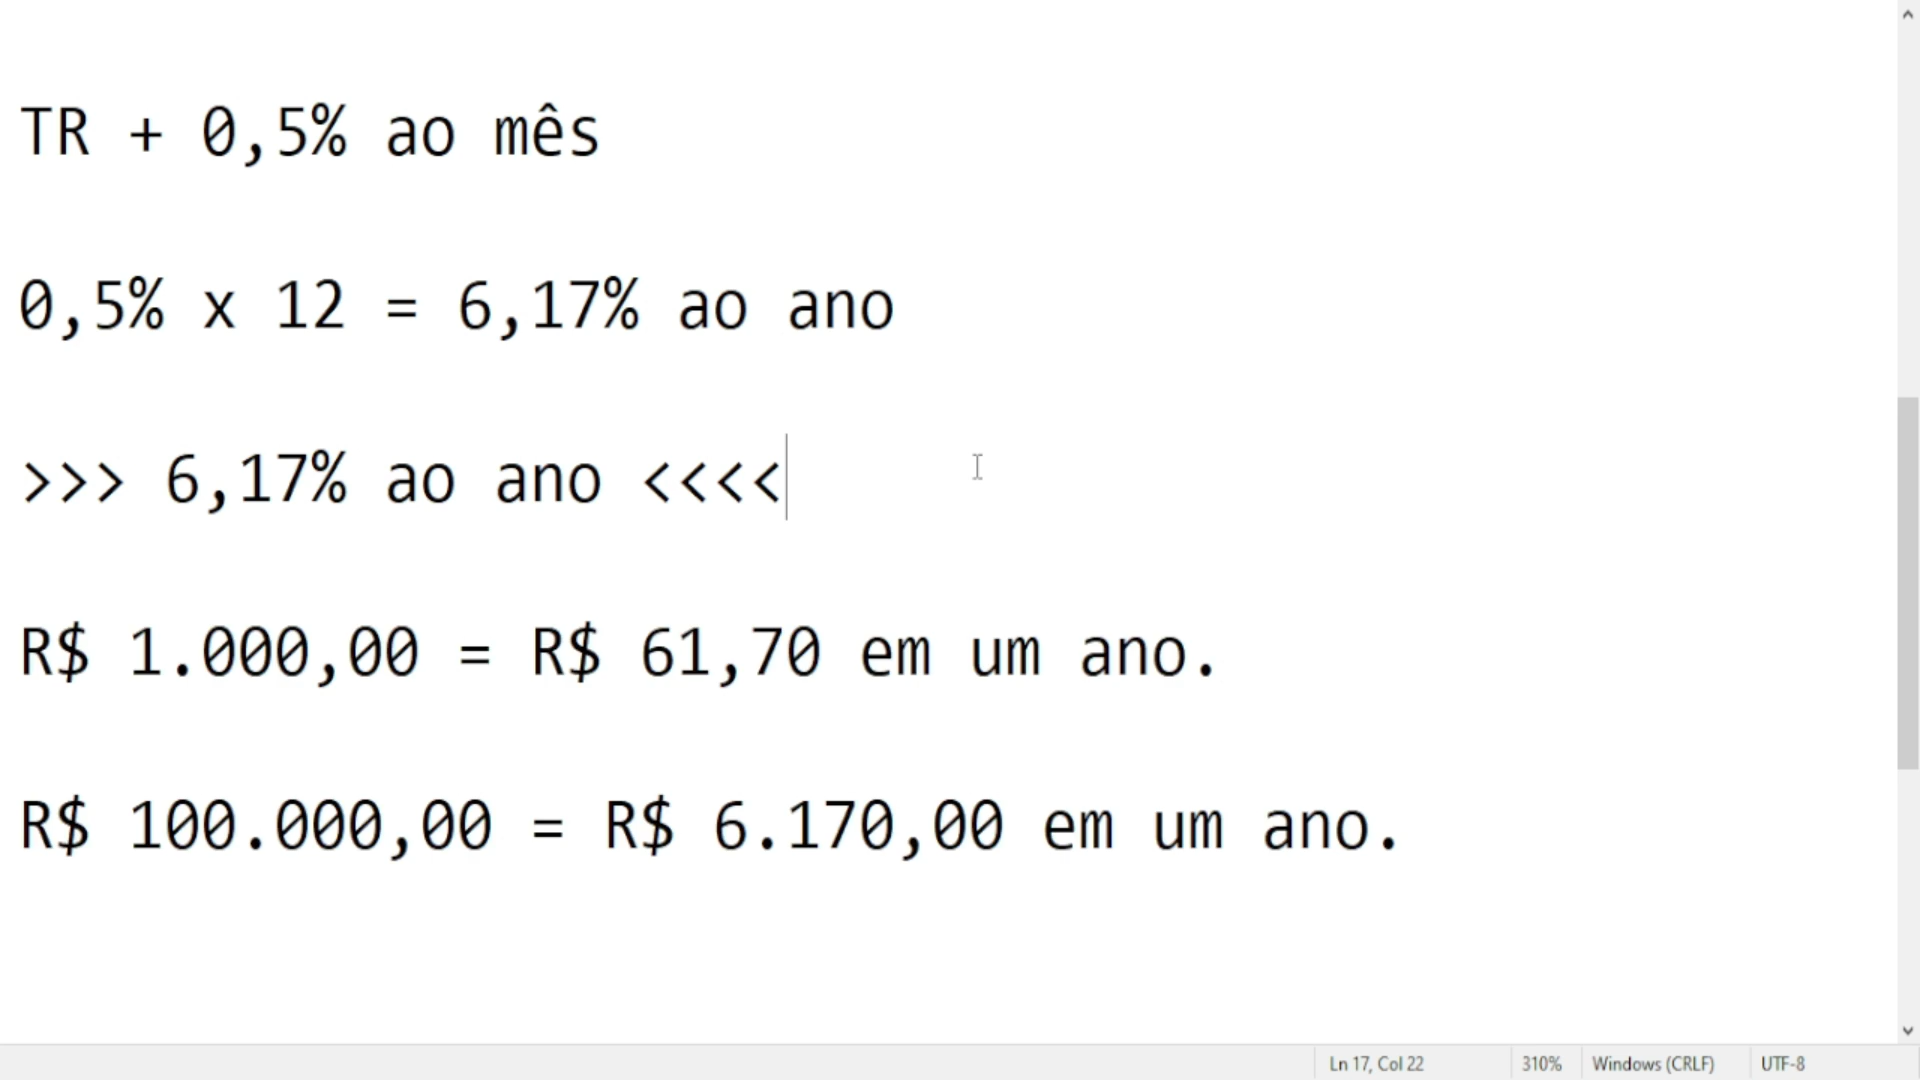 TR + 0,5% ao mês
0,5% x 12 = 6,17% ao ano
>>> 6,17% ao ano <<<<
R$ 1.000,00 = R$ 61,70 em um ano.
R$ 100.000,00 = R$ 6.170,00 em um ano.
Ln 17, Col 22 310% Windows (CRLF) UTF-8